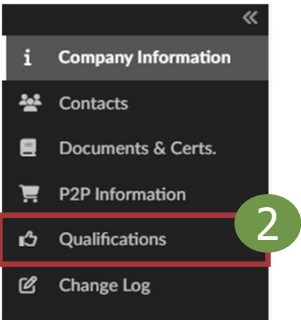 «
Company Information
Contacts
Documents & Certs.
P2P Information
Qualifications 2
Change Log